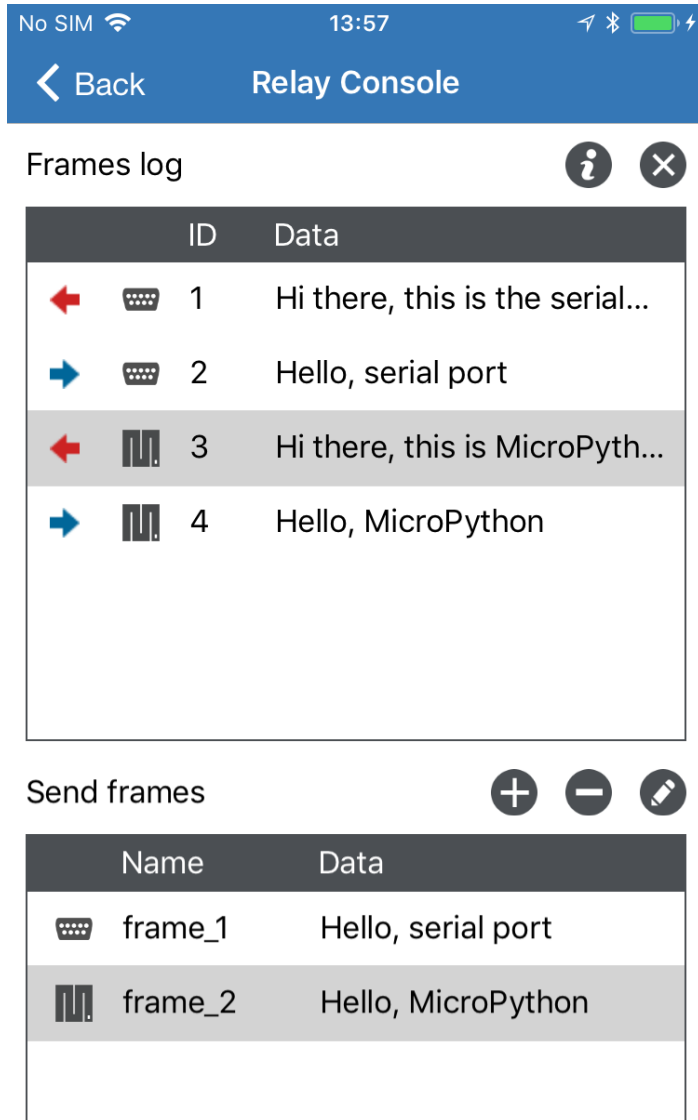 No SIM 13:57
Back Relay Console
Frames log
ID Data
1 Hi there, this is the serial...
2 Hello, serial port
3 Hi there, this is MicroPyth...
4 Hello, MicroPython
Send frames
Name Data
frame_1 Hello, serial port
frame_2 Hello, MicroPython